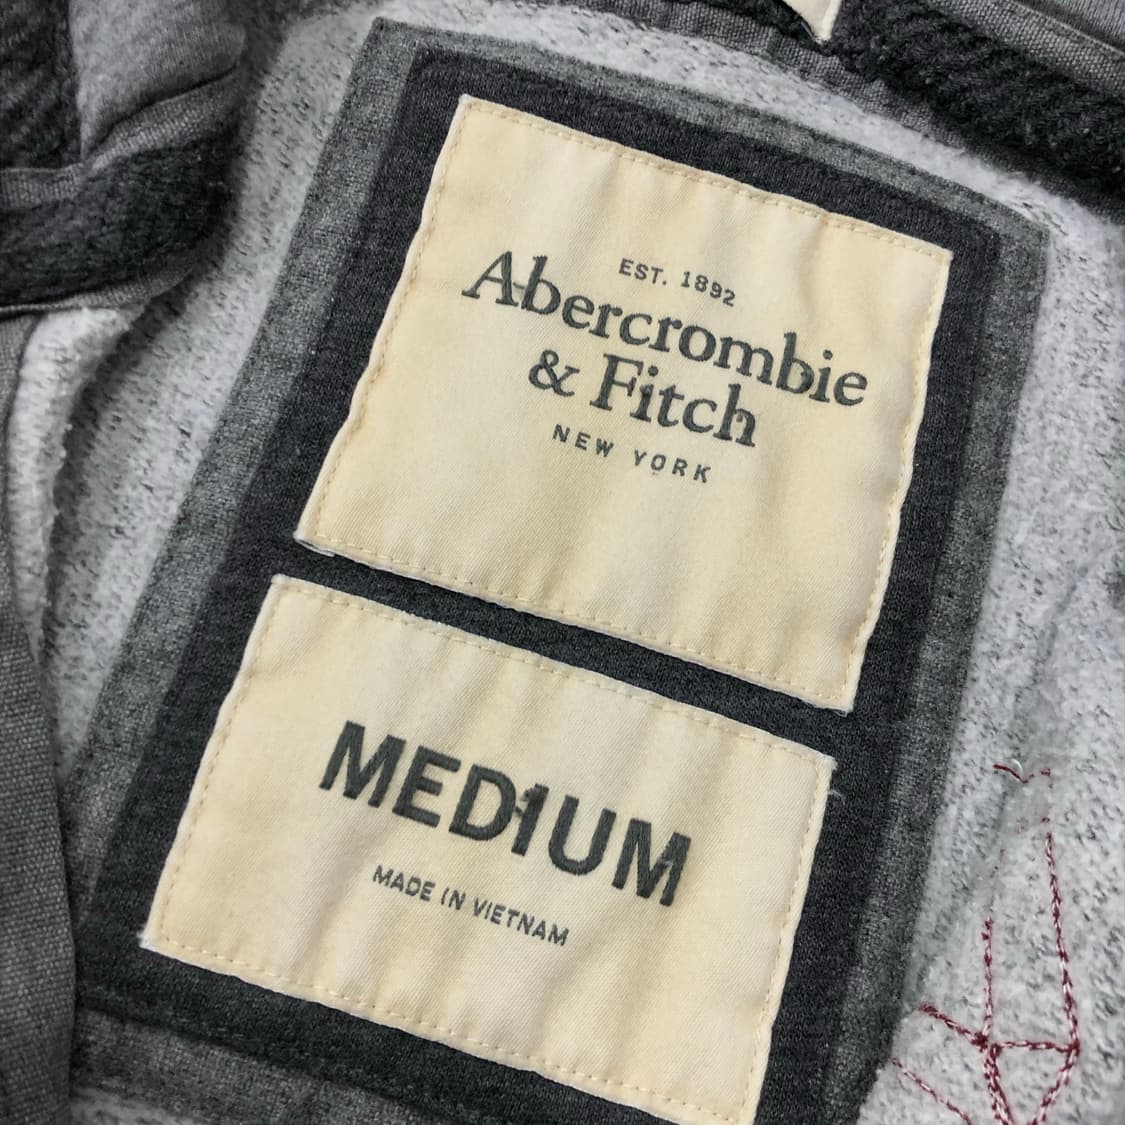 EST. 1892
Abercrombie
& Fitch
NEW YORK
MEDIUM
MADE IN VIETNAM